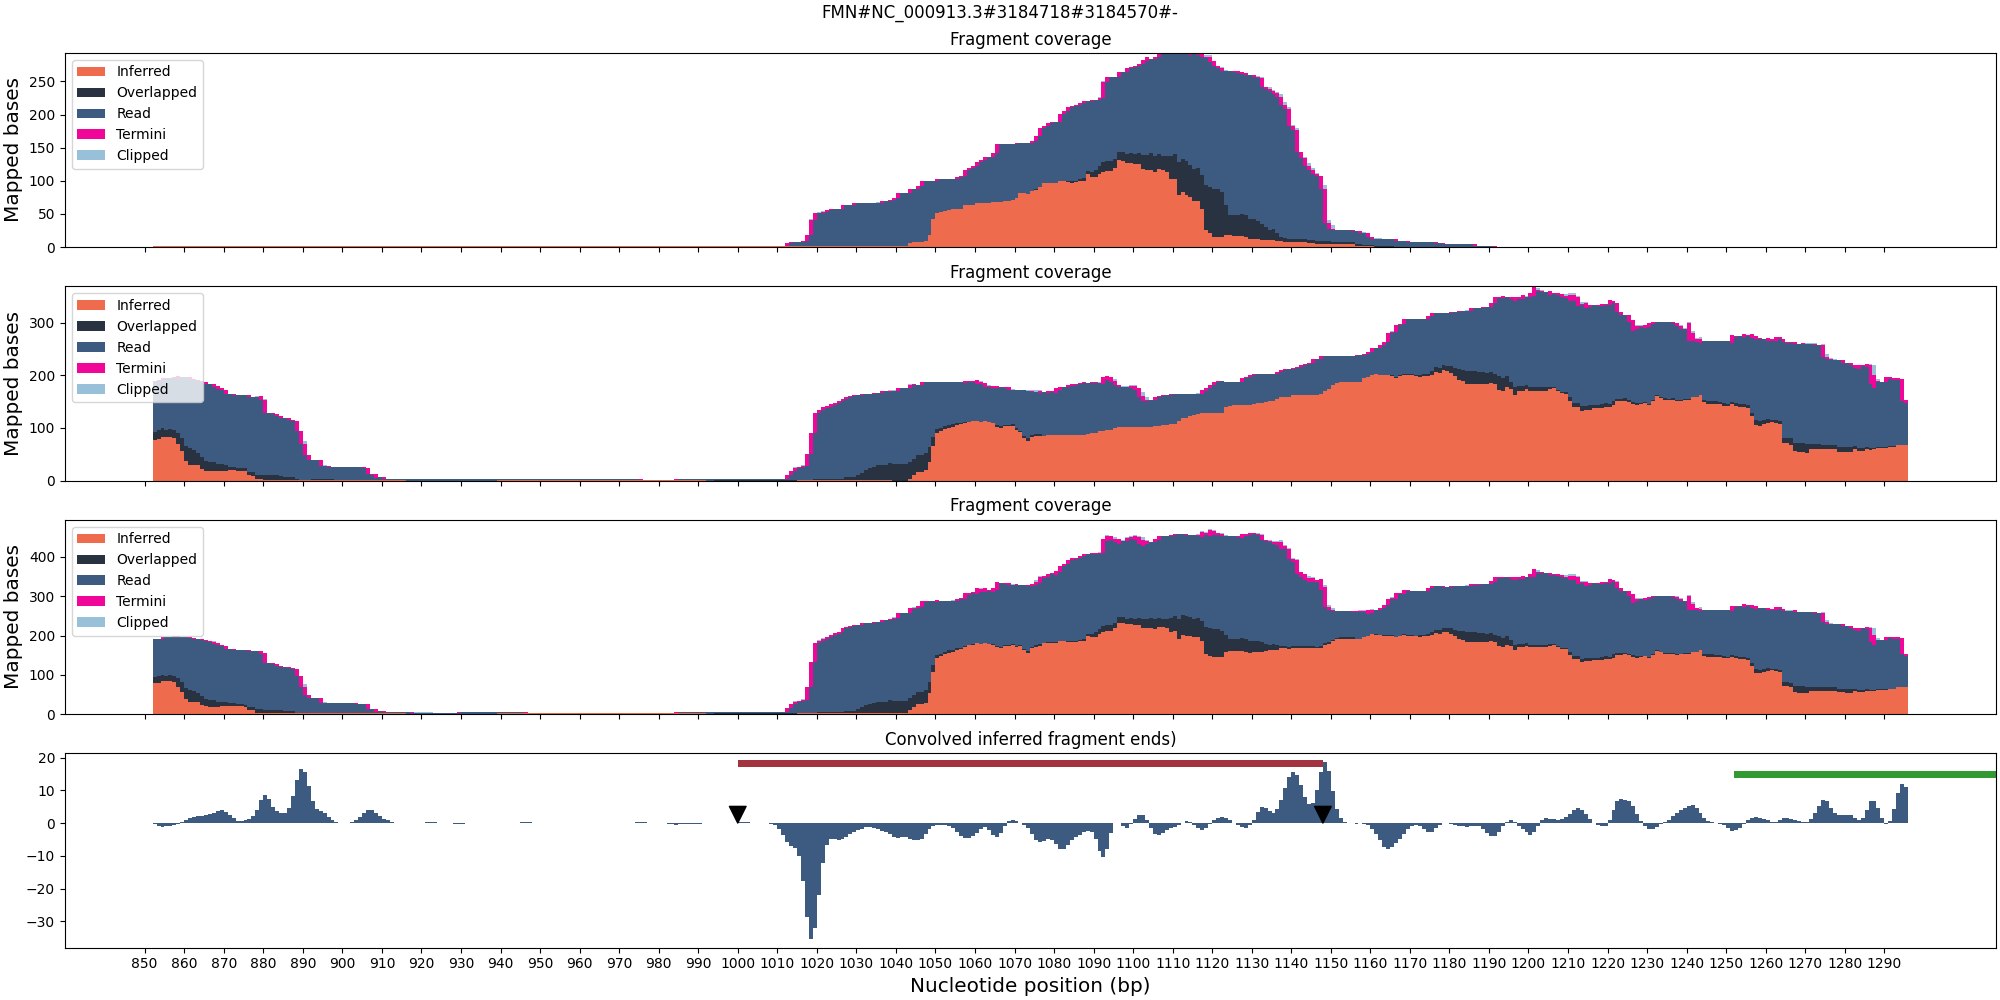 FMN#NC_000913.3#3184718#3184570#-
Fragment coverage
Mapped bases
250
200
150
100
50
0
Inferred
Overlapped
Read
Termini
Clipped
Fragment coverage
Mapped bases
300
200
100
0
Inferred
Overlapped
Read
Termini
Clipped
Fragment coverage
Mapped bases
400
300
200
100
0
Inferred
Overlapped
Read
Termini
Clipped
Convolved inferred fragment ends)
20
10
0
−10
−20
−30
850 860 870 880 890 900 910 920 930 940 950 960 970 980 990 1000 1010 1020 1030 1040 1050 1060 1070 1080 1090 1100 1110 1120 1130 1140 1150 1160 1170 1180 1190 1200 1210 1220 1230 1240 1250 1260 1270 1280 1290
Nucleotide position (bp)